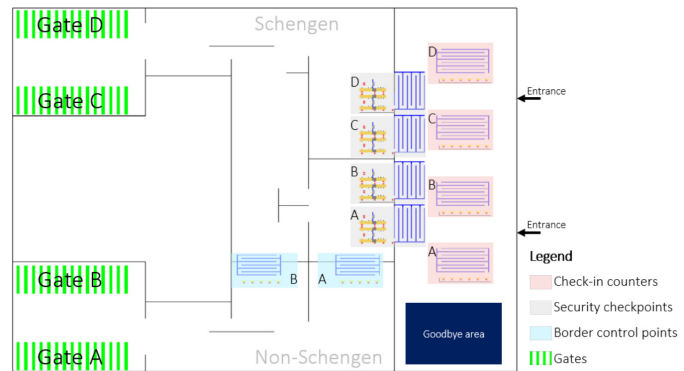 Gate D
Schengen
D
D
Gate C
Entrance
C
C
B
B
A
Entrance
A
Legend
Gate B
B
A
Check-in counters
Security checkpoints
Border control points
Goodbye area
Gate A
Non-Schengen
Gates